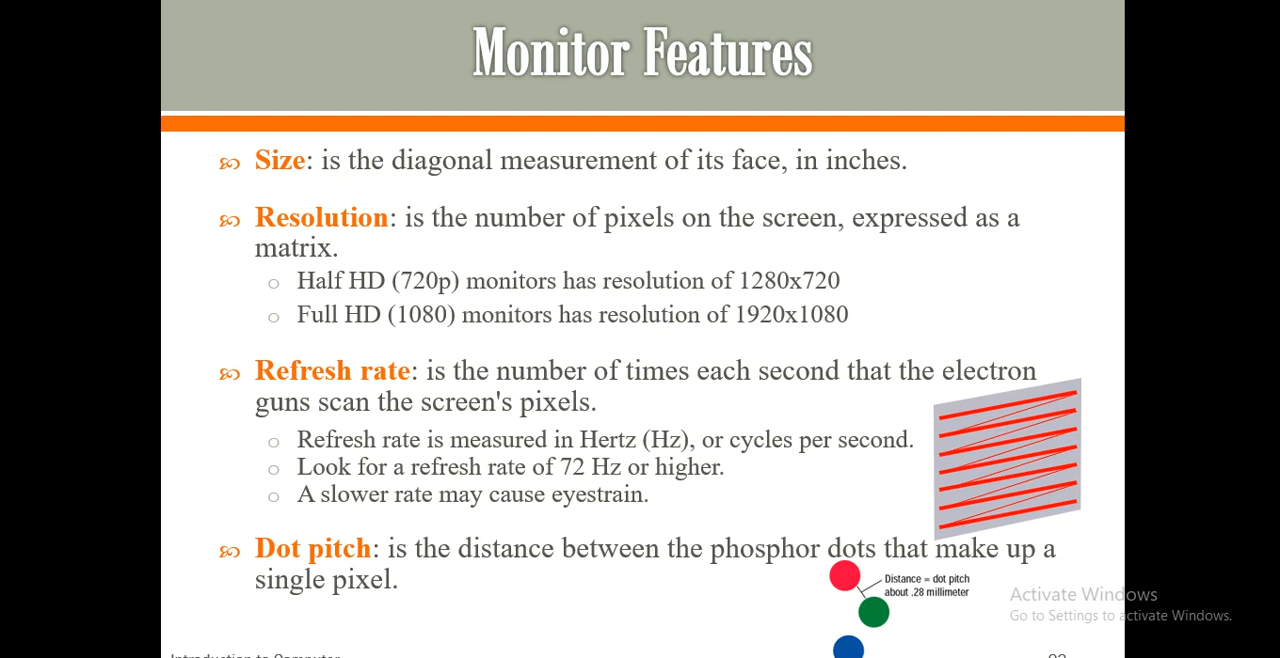 Monitor Features
Size: is the diagonal measurement of its face, in inches.
Resolution: is the number of pixels on the screen, expressed as a
matrix.
Half HD (720p) monitors has resolution of 1280x720
Full HD (1080) monitors has resolution of 1920x1080
Refresh rate: is the number of times each second that the electron
guns scan the screen's pixels.
Refresh rate is measured in Hertz (Hz), or cycles per second.
Look for a refresh rate of 72 Hz or higher.
A slower rate may cause eyestrain.
Dot pitch: is the distance between the phosphor dots that make up a
single pixel.
Distance = dot pitch
about .28 millimeter
Activate Windows
Go to Settings to activate Windows.
Introduction to Computer